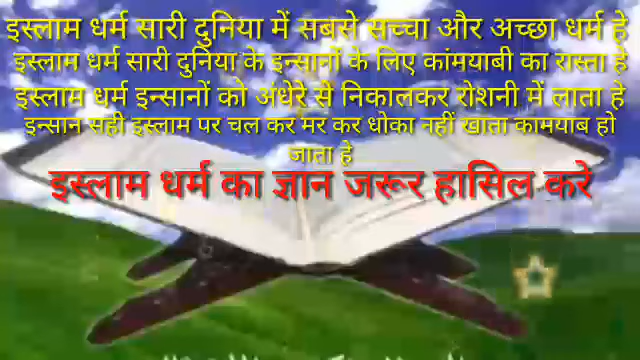 इस्लाम धर्म सारी दुनिया में सबसे सच्चा और अच्छा धर्म हे
इस्लाम धर्म सारी दुनिया के इन्सानों के लिए कांमयाबी का रास्ता हे
इस्लाम धर्म इन्सानों को अंधेरे से निकालकर रोशनी में लाता हे
इन्सान सही इस्लाम पर चल कर मर कर धोका नहीं खाता कामयाब हो
जाता हे
इस्लाम धर्म का ज्ञान जरूर हासिल करे